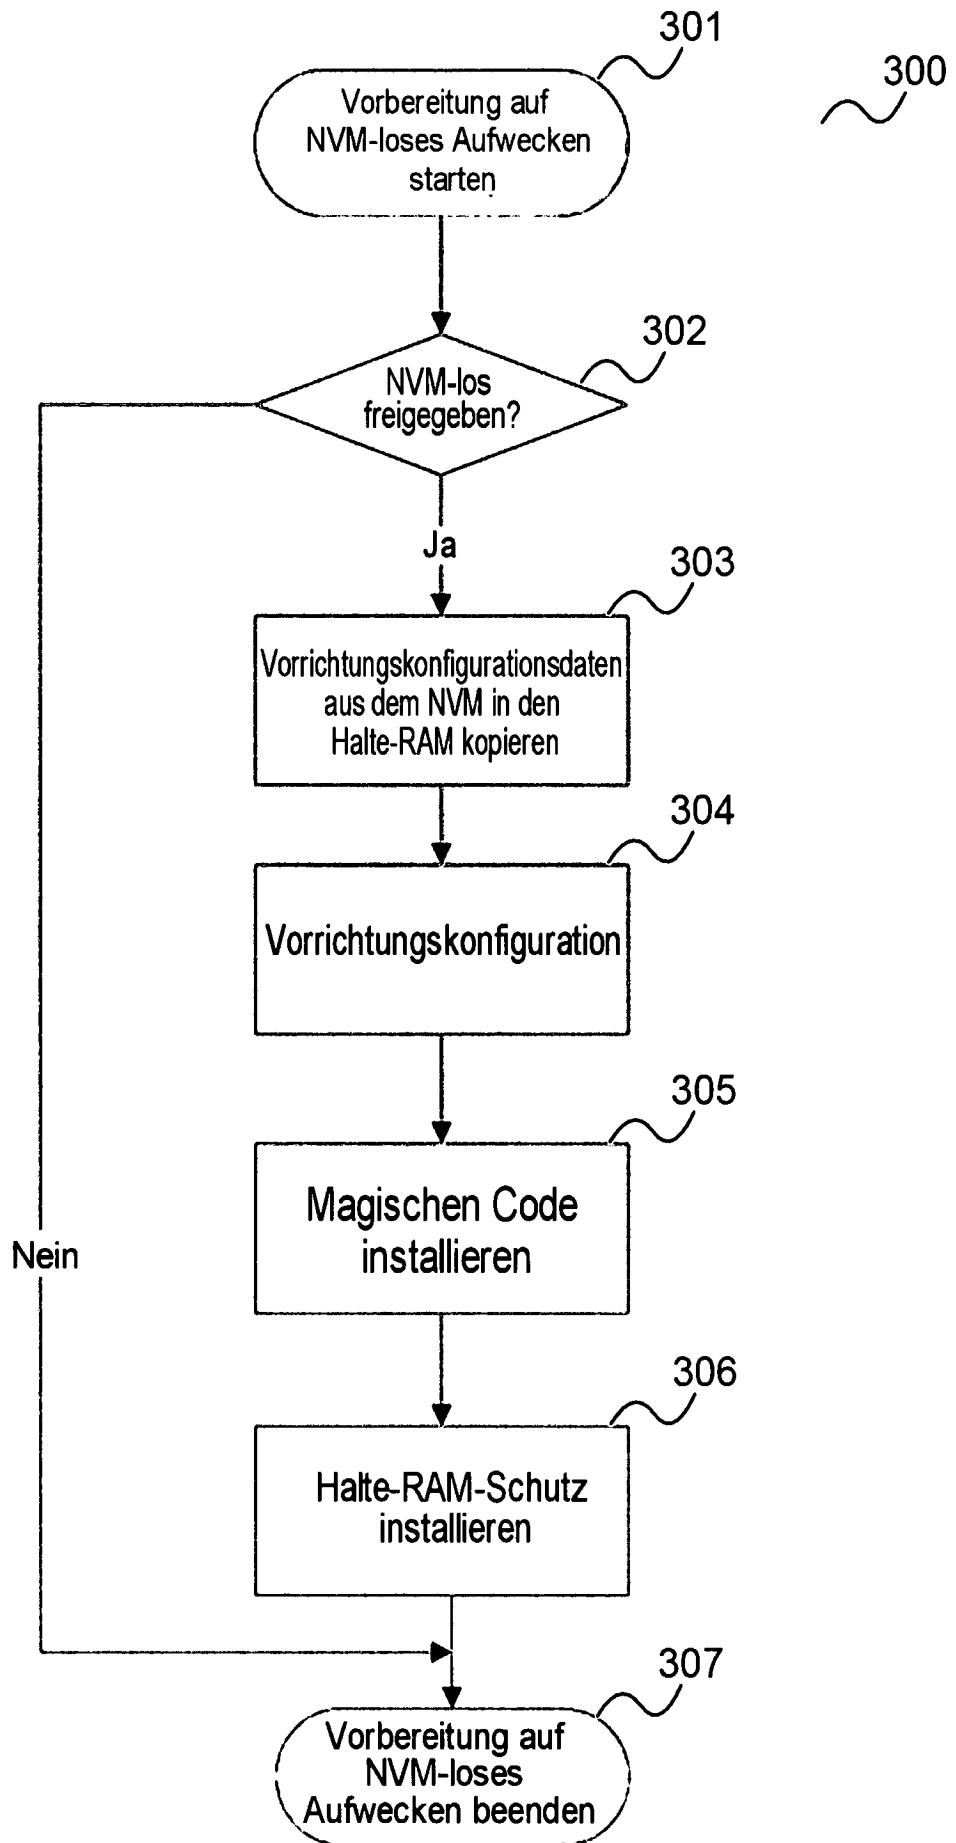 301
300
Vorbereitung auf
NVM-loses Aufwecken
starten
302
NVM-los
freigegeben?
Ja
303
Vorrichtungskonfigurationsdaten
aus dem NVM in den
Halte-RAM kopieren
304
Vorrichtungskonfiguration
305
Magischen Code
installieren
Nein
306
Halte-RAM-Schutz
installieren
307
Vorbereitung auf
NVM-loses
Aufwecken beenden